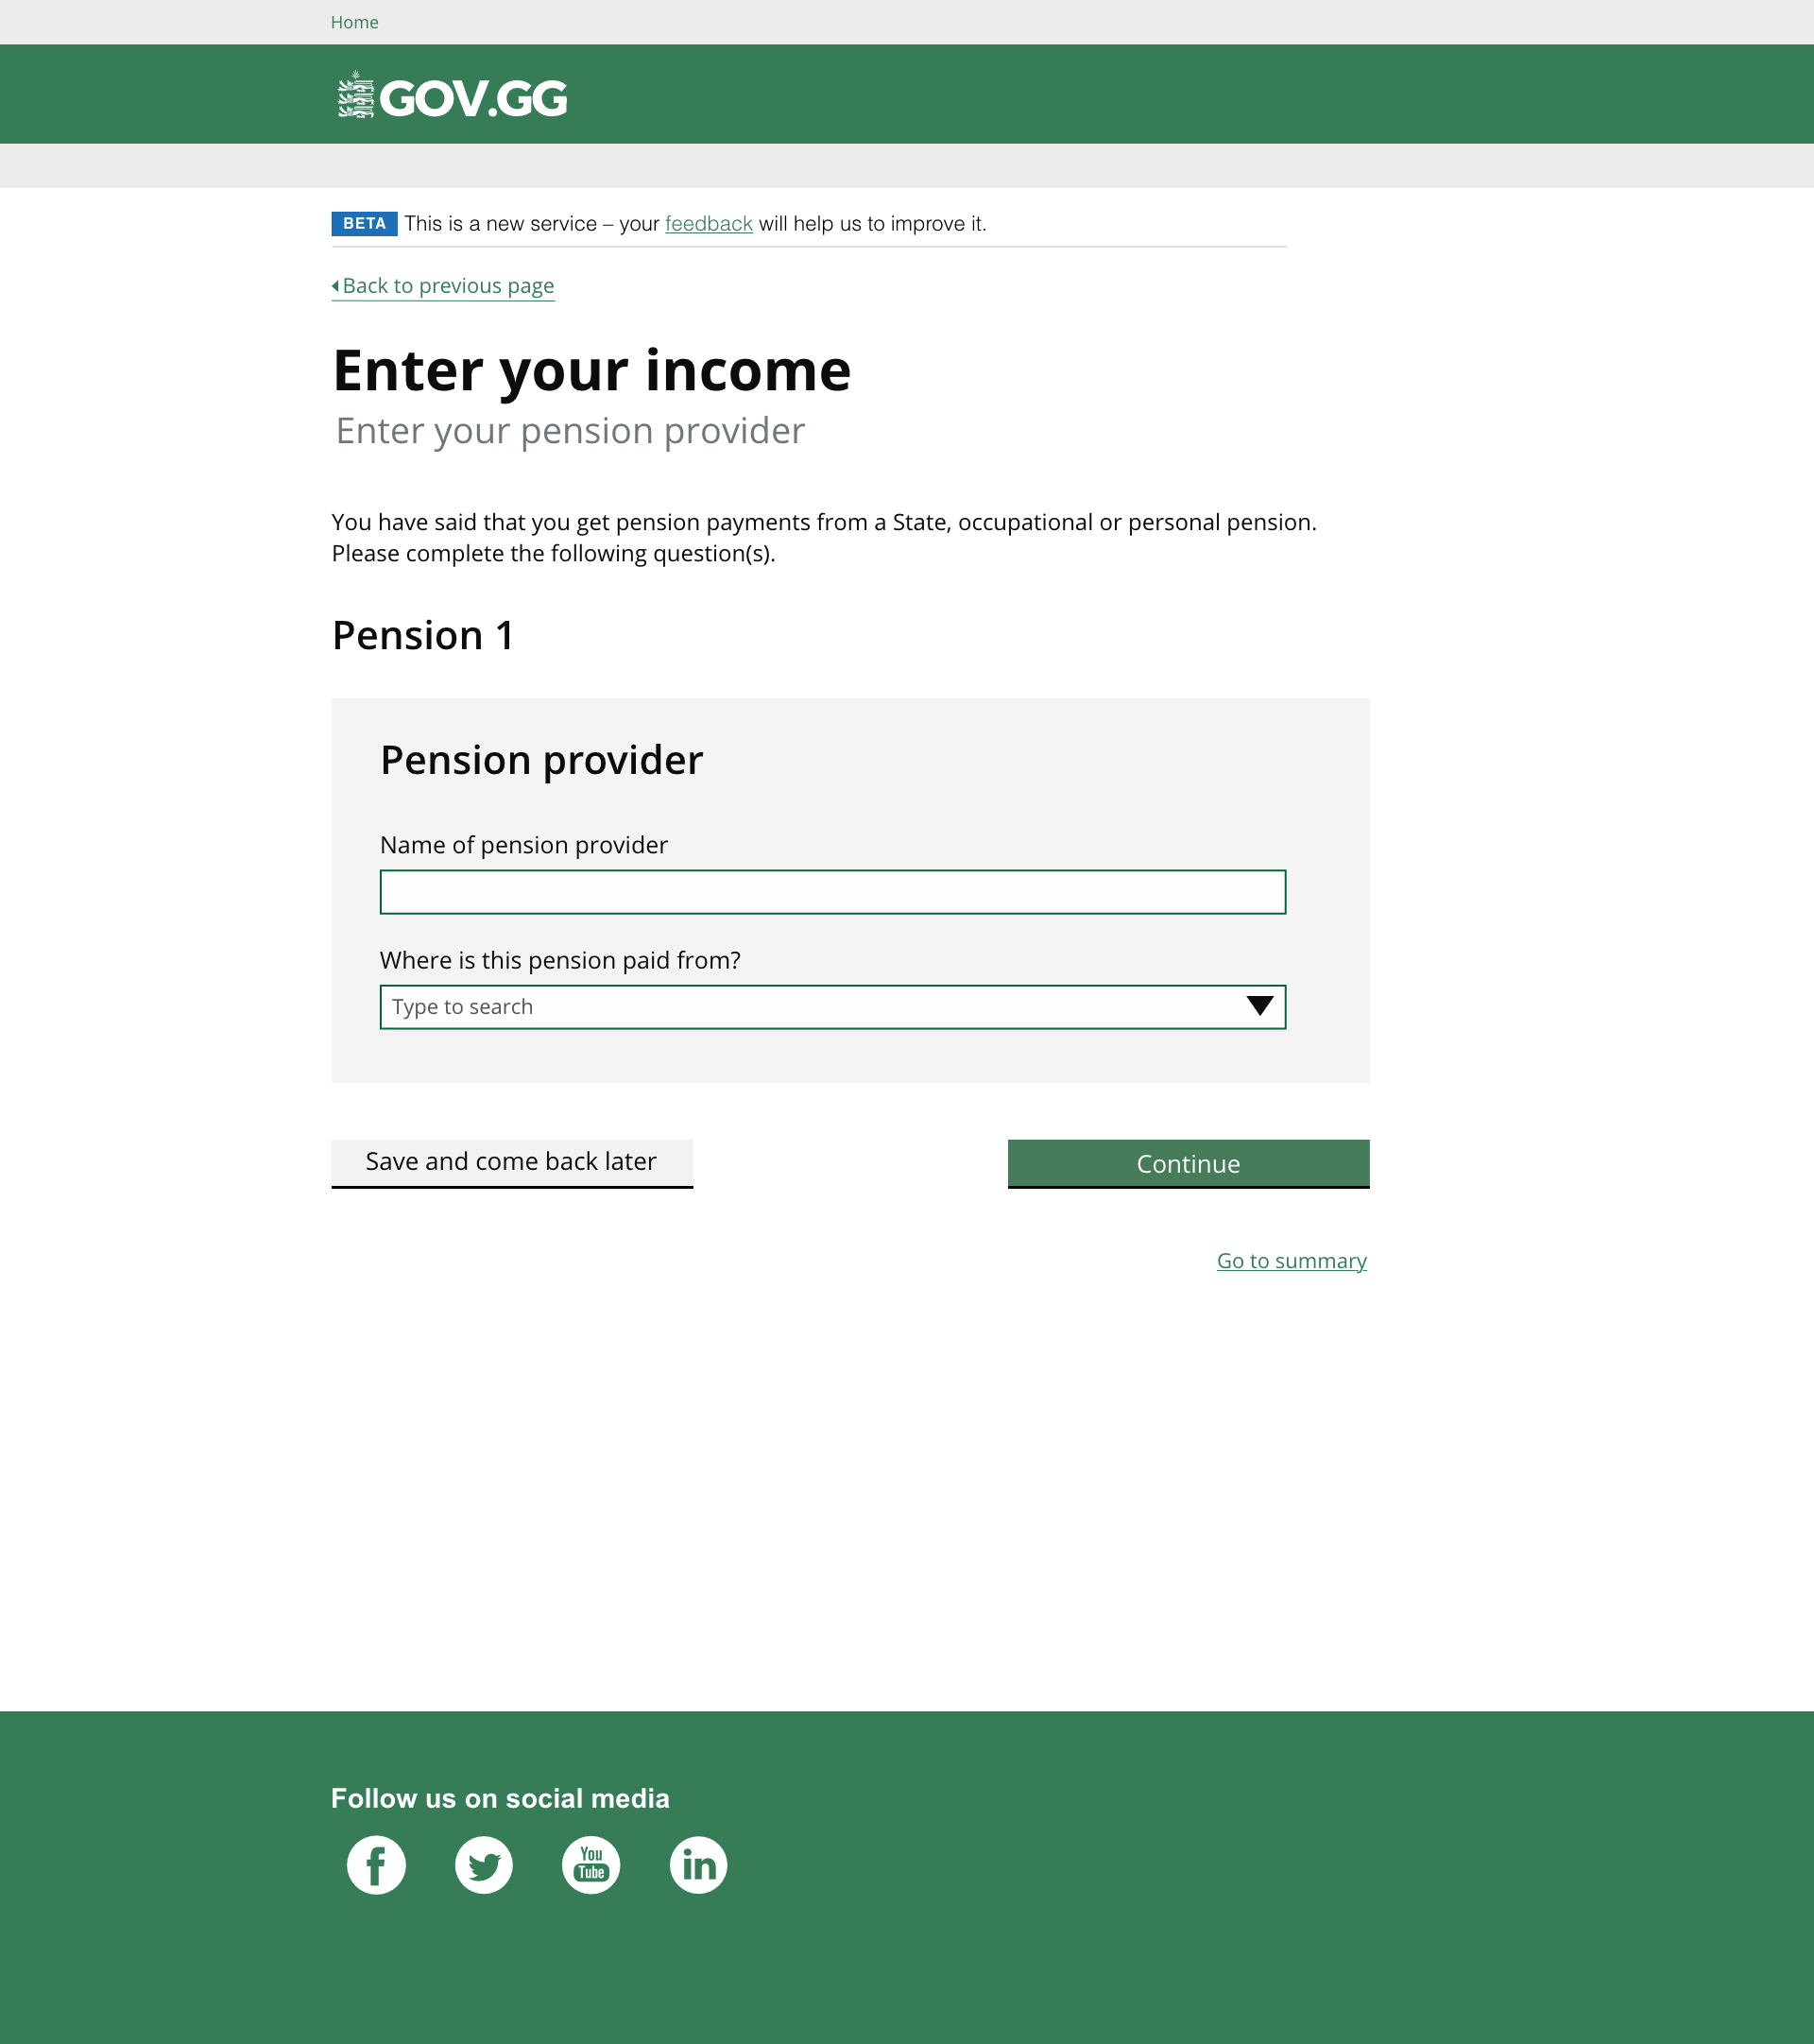 Home
GOV.GG
BETA This is a new service – your feedback will help us to improve it.
Back to previous page
Enter your income
Enter your pension provider
You have said that you get pension payments from a State, occupational or personal pension.
Please complete the following question(s).
Pension 1
Pension provider
Name of pension provider
Where is this pension paid from?
Type to search
Save and come back later
Continue
Go to summary
Follow us on social media
f
You
Tube
in